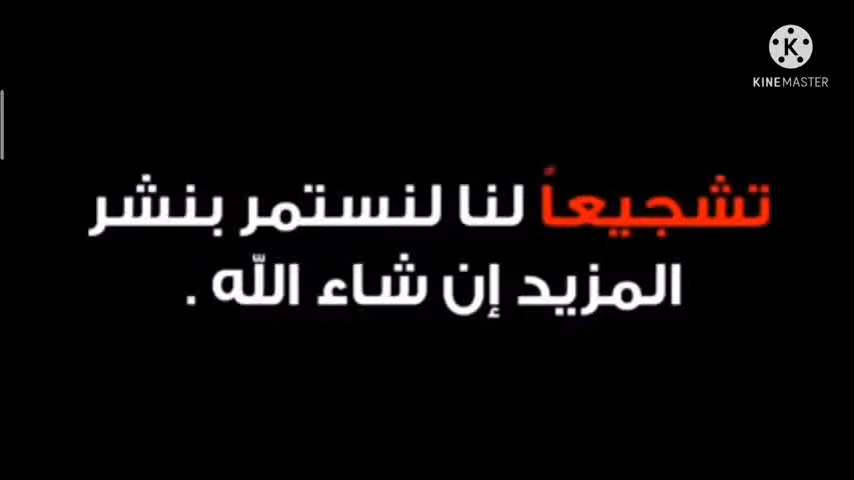 KINEMASTER
تشجيعاً لنا لنستمر بنشر
المزيد إن شاء الله .